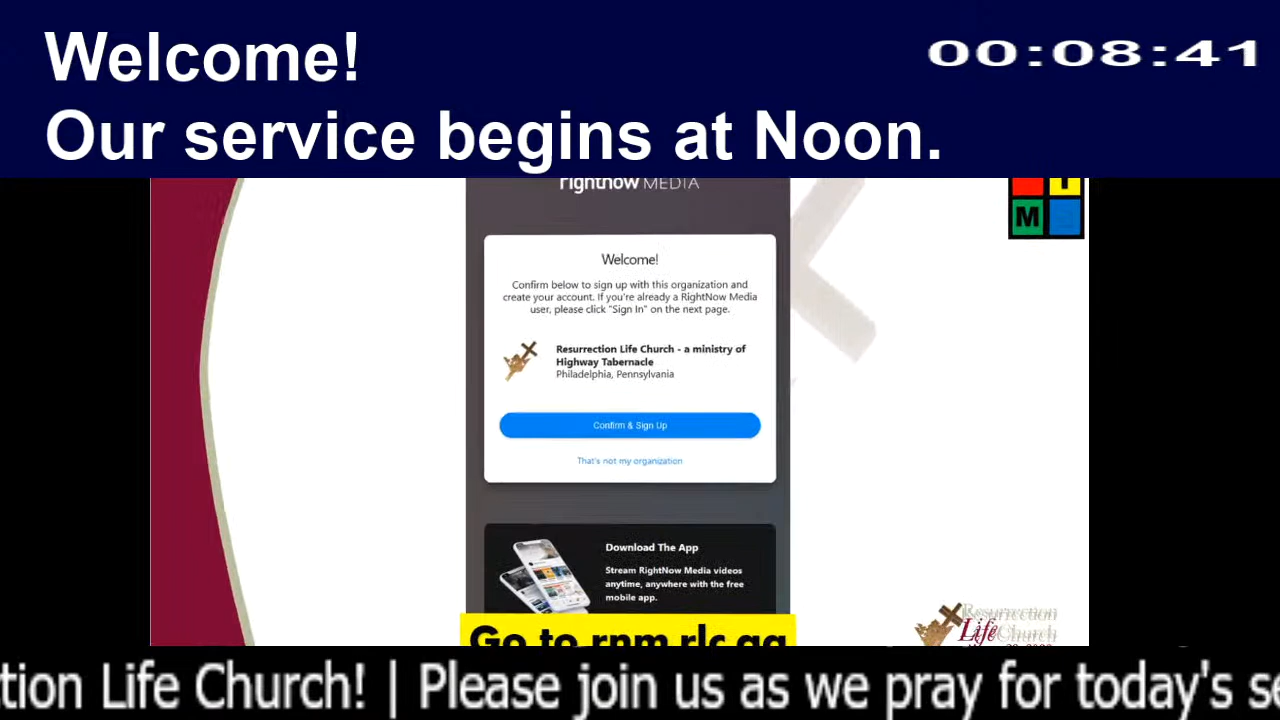 Welcome!
00:08:41
Our service begins at Noon.
rightnow MEDIA
M
Welcome!
Confirm below to sign up with this organization and
create your account. If you're already a RightNow Media
user, please click "Sign In" on the next page.
Resurrection Life Church - a ministry of
Highway Tabernacle
Philadelphia, Pennsylvania
Confirm & Sign Up
That's not my organization
Download The App
Stream RightNow Media videos
anytime, anywhere with the free
mobile app.
Go to rnm.rlc.
Resurrection
Life Church
tion Life Church! | Please join us as we pray for today's se